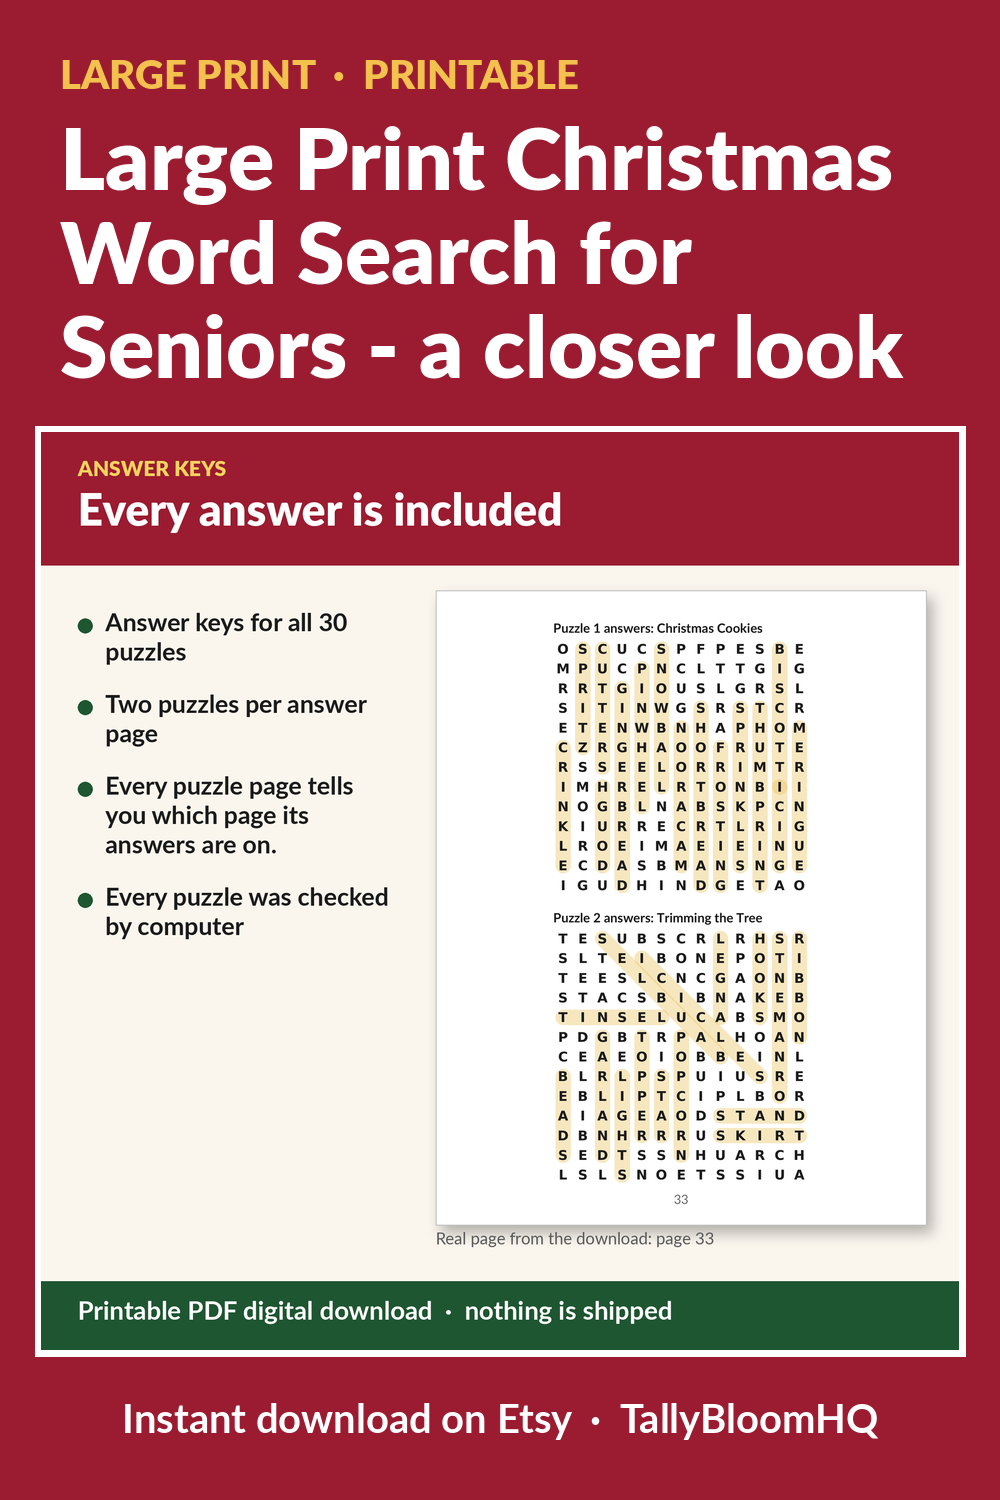 LARGE PRINT · PRINTABLE
Large Print Christmas
Word Search for
Seniors - a closer look
ANSWER KEYS
Every answer is included
Answer keys for all 30
puzzles
Two puzzles per answer
page
Every puzzle page tells
you which page its
answers are on.
Every puzzle was checked
by computer
Puzzle 1 answers: Christmas Cookies
O S C U C S P F P E S B E
M P U C P N C L T T G I G
R R T G I O U S L G R S L
S I T I N W G S R S T C R
E T E N W B N H A P H O M
C Z R G H A O O F R U T E
R S S E E L O R R I M T R
I M H R E L R T O N B I I
N O G B L N A B S K P C N
K I U R R E C R T L R I G
L R O E I M A E I E I N U
E C D A S B M A N S N G E
I G U D H I N D G E T A O
Puzzle 2 answers: Trimming the Tree
T E S U B S C R L R H S R
S L T E I B O N E P O T I
T E E S L C N C G A O N B
S T A C S B I B N A K E B
T I N S E L U C A B S M O
P D G B T R P A L H O A N
C E A E O I O B B E I N L
B L R L P S P U I U S R E
E B L I P T C I P L B O R
A I A G E A O D S T A N D
D B N H R R R U S K I R T
S E D T S S N H U A R C H
L S L S N O E T S S I U A
33
Real page from the download: page 33
Printable PDF digital download · nothing is shipped
Instant download on Etsy · TallyBloomHQ